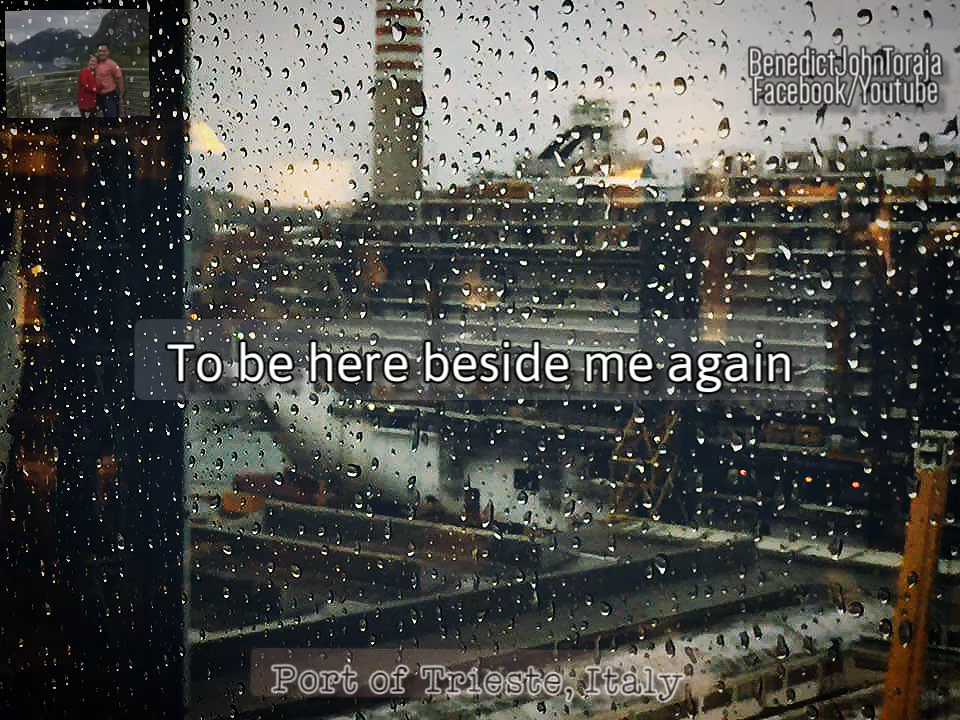 BenedictJohnToraja
Facebook/Youtube
To be here beside me again
Port of Trieste, Italy